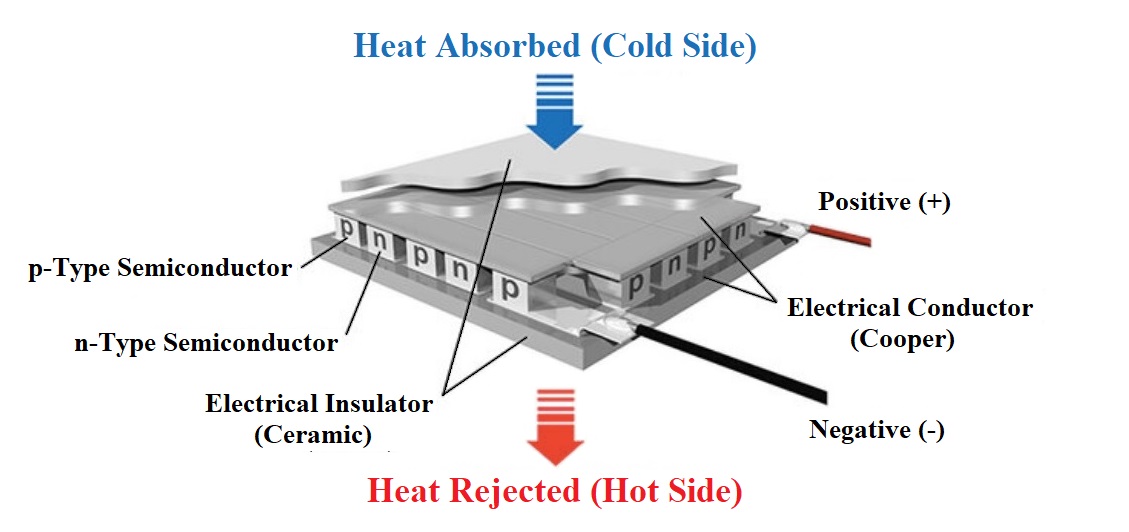 Heat Absorbed (Cold Side)
Positive (+)
p
n
p
n
p
p
n
p
n
p-Type Semiconductor
Electrical Conductor
(Cooper)
n-Type Semiconductor
Electrical Insulator
(Ceramic)
Negative (-)
Heat Rejected (Hot Side)